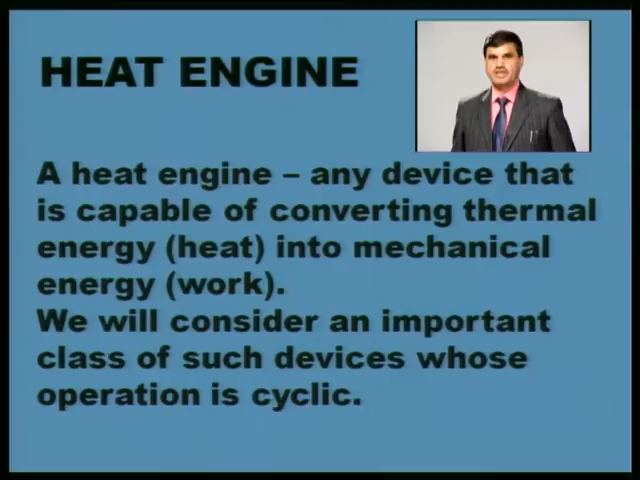 HEAT ENGINE
A heat engine – any device that
is capable of converting thermal
energy (heat) into mechanical
energy (work).
We will consider an important
class of such devices whose
operation is cyclic.